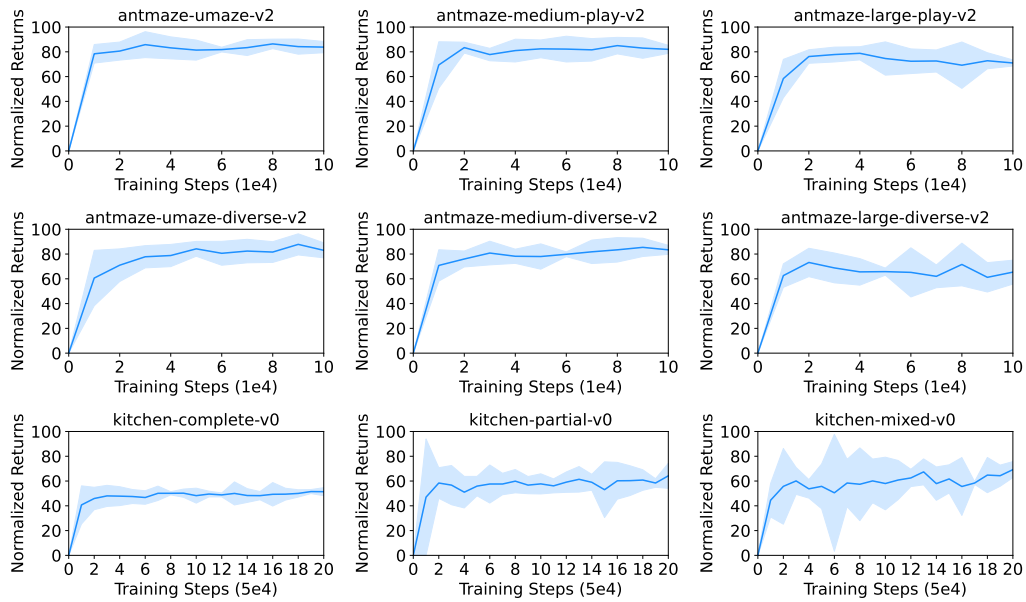 antmaze-umaze-v2 antmaze-medium-play-v2 antmaze-large-play-v2
Normalized Returns Normalized Returns Normalized Returns
100 100 100
80 80 80
60 60 60
40 40 40
20 20 20
0 0 0
0 2 4 6 8 10 0 2 4 6 8 10 0 2 4 6 8 10
Training Steps (1e4) Training Steps (1e4) Training Steps (1e4)
antmaze-umaze-diverse-v2 antmaze-medium-diverse-v2 antmaze-large-diverse-v2
Normalized Returns Normalized Returns Normalized Returns
100 100 100
80 80 80
60 60 60
40 40 40
20 20 20
0 0 0
0 2 4 6 8 10 0 2 4 6 8 10 0 2 4 6 8 10
Training Steps (1e4) Training Steps (1e4) Training Steps (1e4)
kitchen-complete-v0 kitchen-partial-v0 kitchen-mixed-v0
Normalized Returns Normalized Returns Normalized Returns
100 100 100
80 80 80
60 60 60
40 40 40
20 20 20
0 0 0
0 2 4 6 8 10 12 14 16 18 20 0 2 4 6 8 10 12 14 16 18 20 0 2 4 6 8 10 12 14 16 18 20
Training Steps (5e4) Training Steps (5e4) Training Steps (5e4)